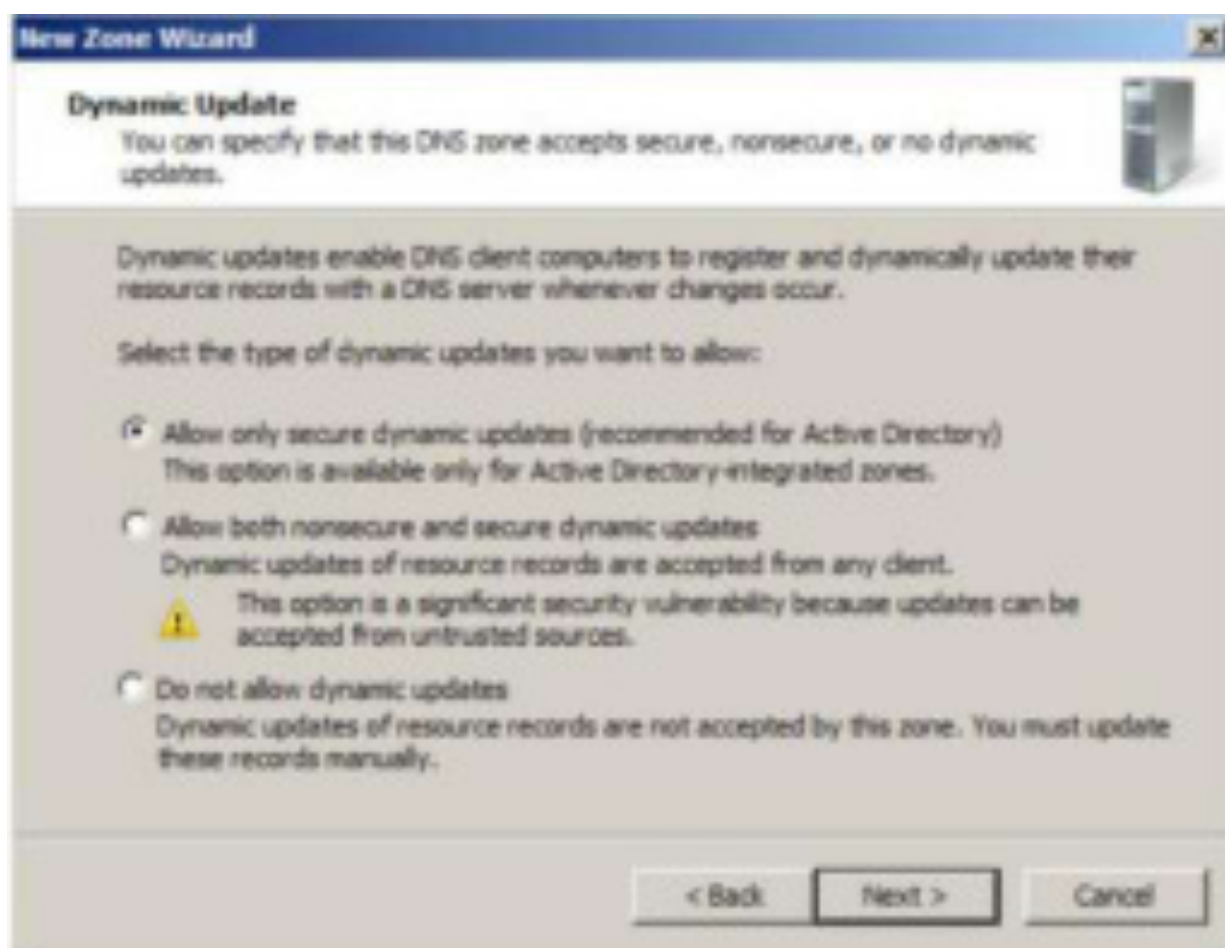 New Zone Wizard
Dynamic Update
You can specify that this DNS zone accepts secure, nonsecure, or no dynamic
updates.
Dynamic updates enable DNS client computers to register and dynamically update their
resource records with a DNS server whenever changes occur.
Select the type of dynamic updates you want to allow:
Allow only secure dynamic updates (recommended for Active Directory)
This option is available only for Active Directory-integrated zones.
Allow both nonsecure and secure dynamic updates
Dynamic updates of resource records are accepted from any client.
This option is a significant security vulnerability because updates can be
accepted from untrusted sources.
Do not allow dynamic updates
Dynamic updates of resource records are not accepted by this zone. You must update
these records manually.
< Back
Next >
Cancel